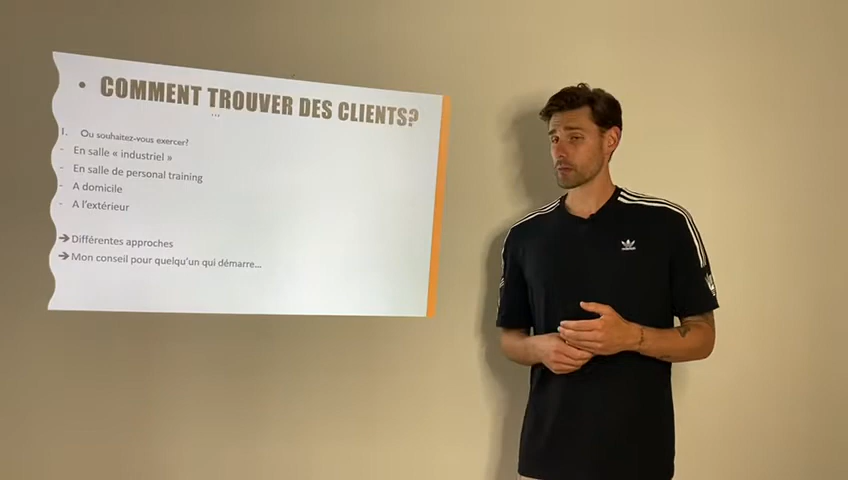 • COMMENT TROUVER DES CLIENTS?
...
1. Ou souhaitez-vous exercer?
- En salle « industriel »
- En salle de personal training
- A domicile
- A l'extérieur
→ Différentes approches
→ Mon conseil pour quelqu'un qui démarre...